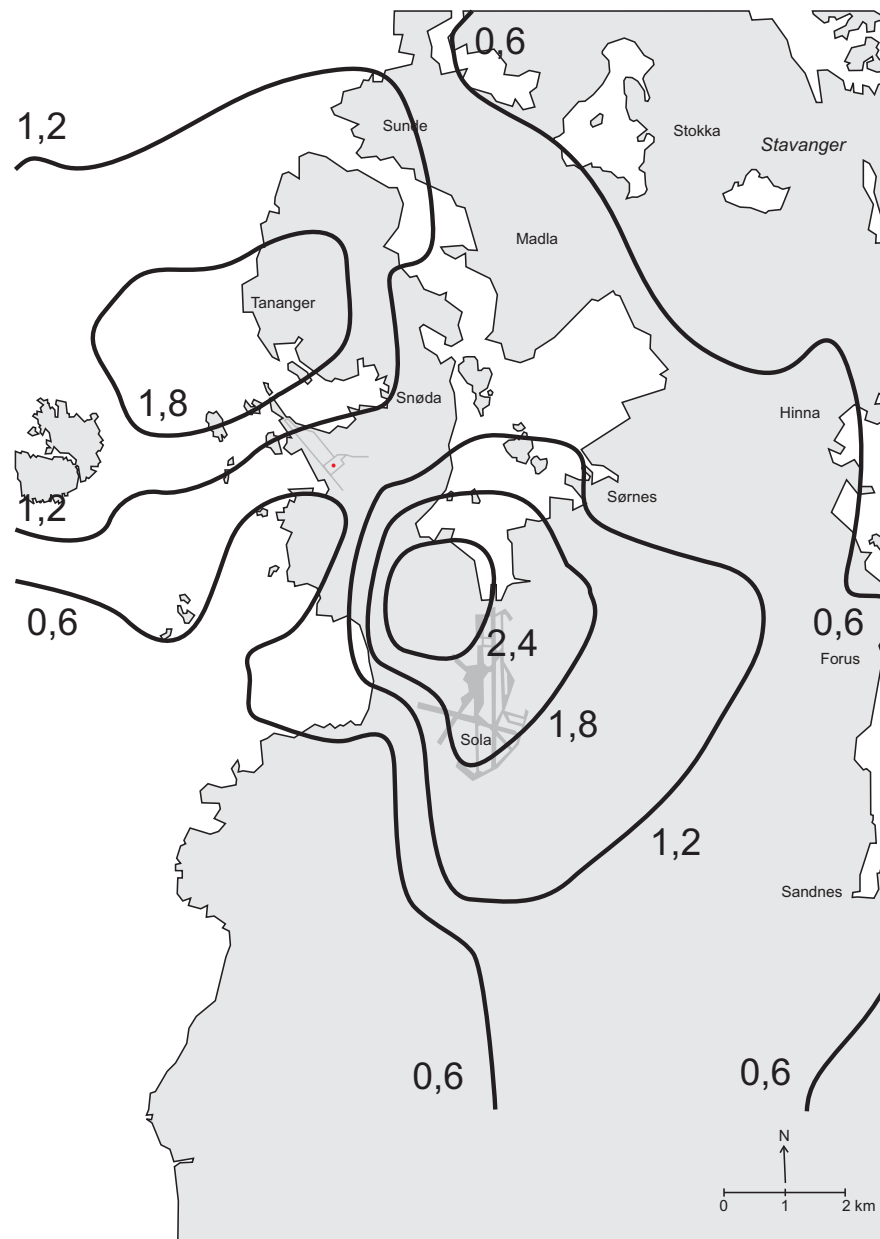 0,6
1,2
Sunde
Stokka
Stavanger
Madla
Tananger
1,8
Snøda
Hinna
Sørnes
1,2
0,6
0,6
2,4
Forus
1,8
Sola
1,2
Sandnes
0,6
0,6
N
0 1 2 km